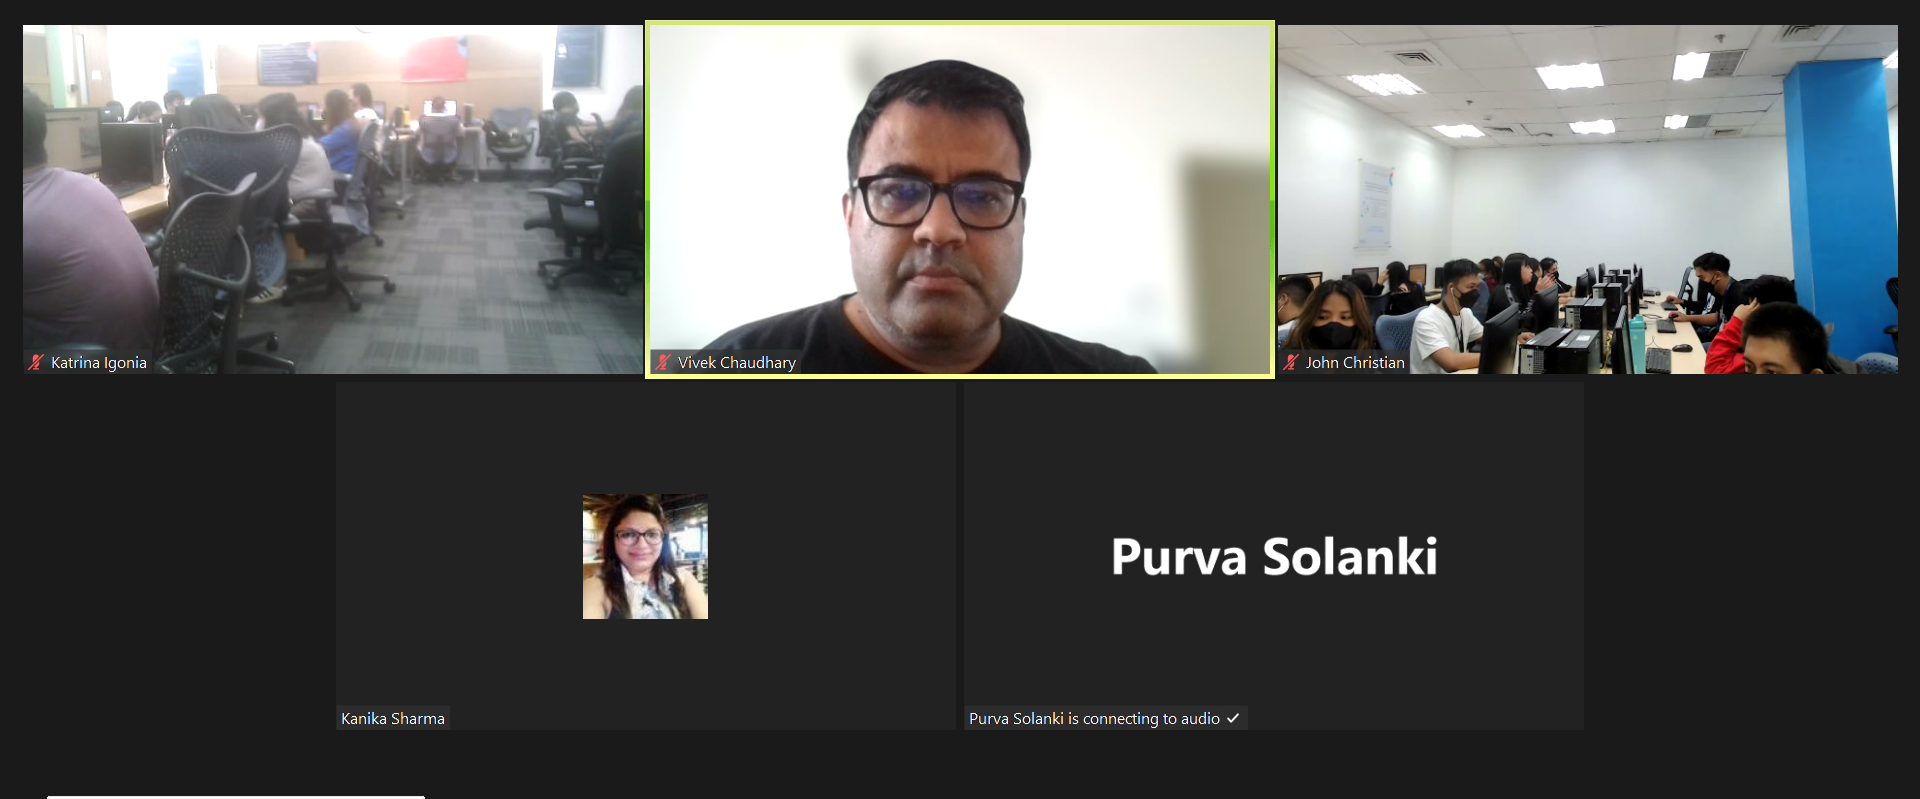 Katrina Igonia
Vivek Chaudhary
John Christian
Purva Solanki
Kanika Sharma
Purva Solanki is connecting to audio